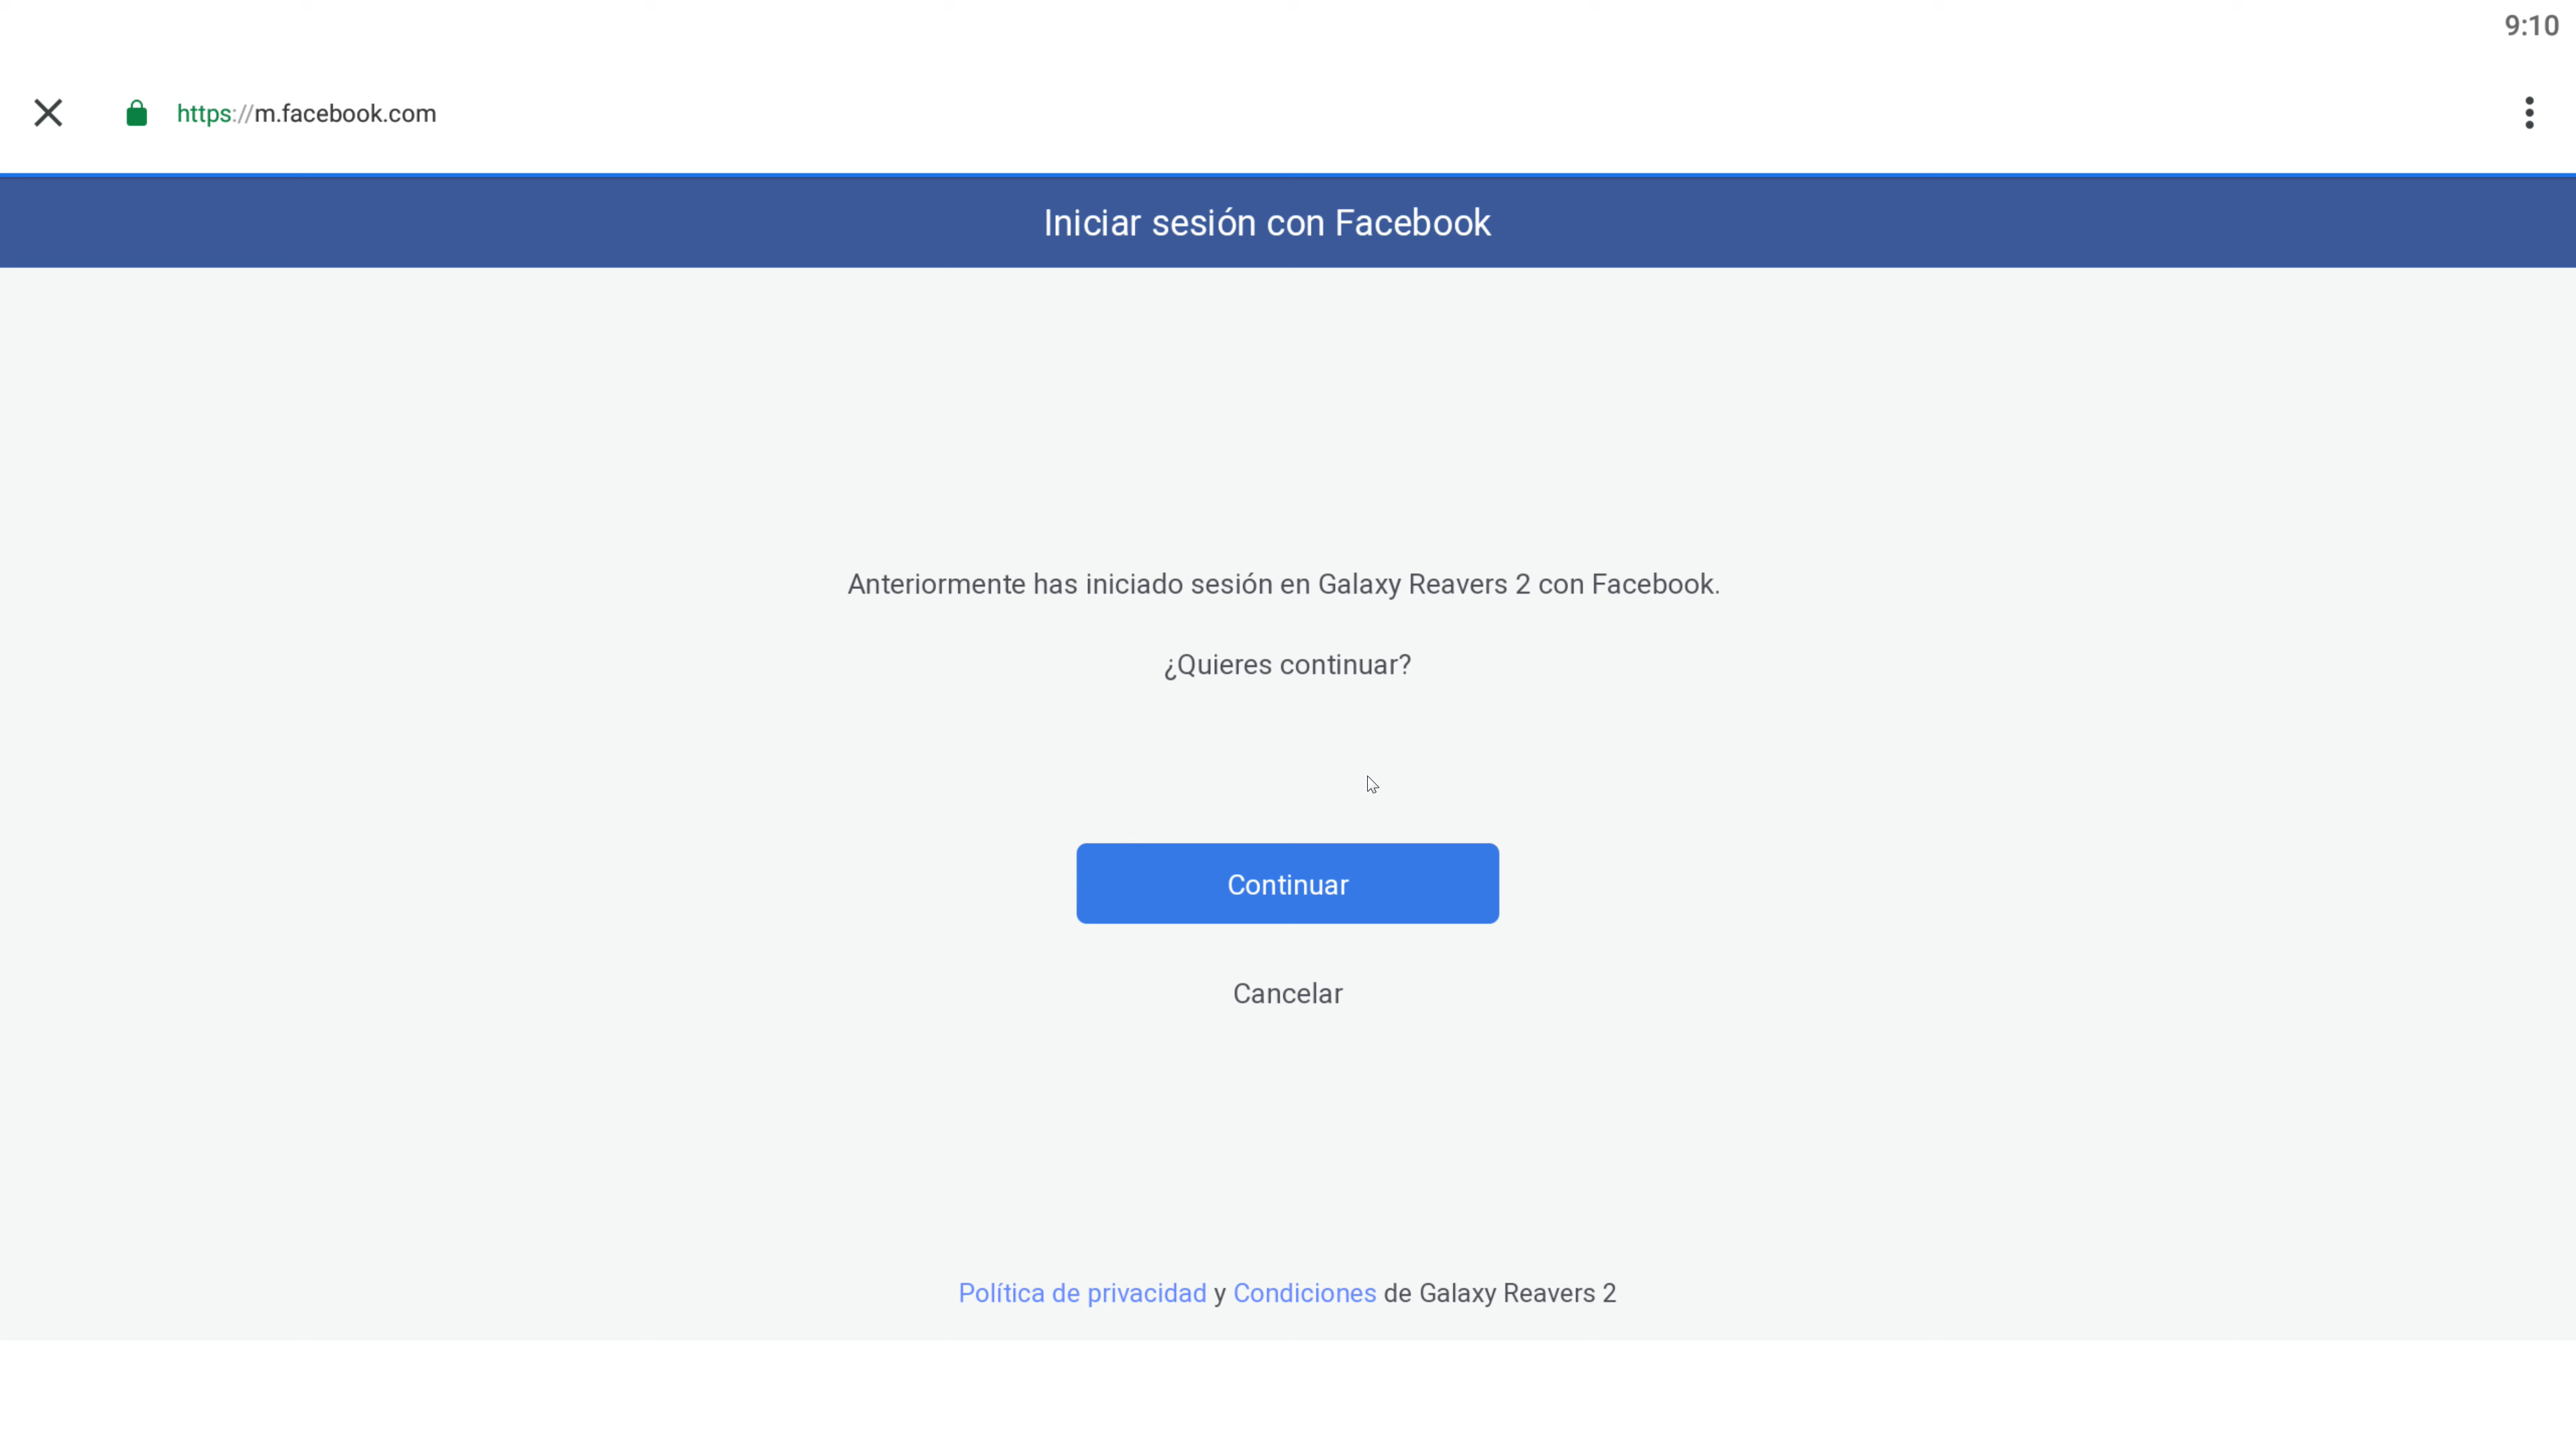 9:10
https://m.facebook.com
Iniciar sesión con Facebook
Anteriormente has iniciado sesión en Galaxy Reavers 2 con Facebook.
¿Quieres continuar?
Continuar
Cancelar
Política de privacidad y Condiciones de Galaxy Reavers 2